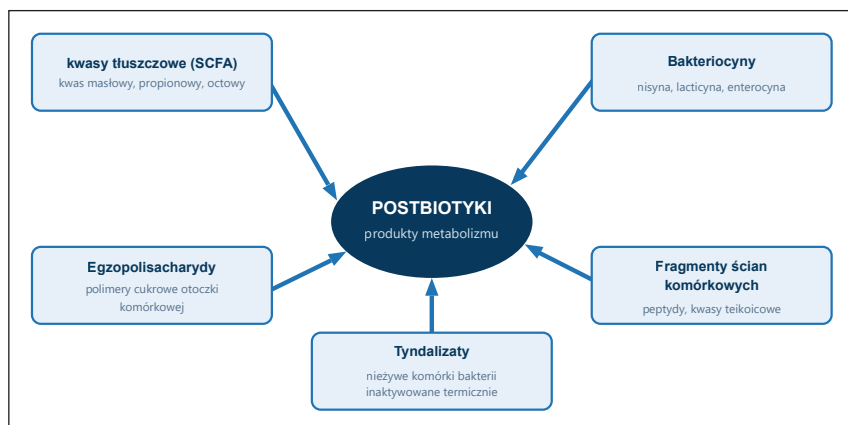 kwasy tłuszczowe (SCFA)
kwas masłowy, propionowy, octowy
Bakteriocyny
nisyna, lacticyna, enterocyna
POSTBIOTYKI
produkty metabolizmu
Egzopolisacharydy
polimery cukrowe otoczki
komórkowej
Fragmenty ścian
komórkowych
peptydy, kwasy teikoicowe
Tyndalizaty
nieżywe komórki bakterii
inaktywowane termicznie